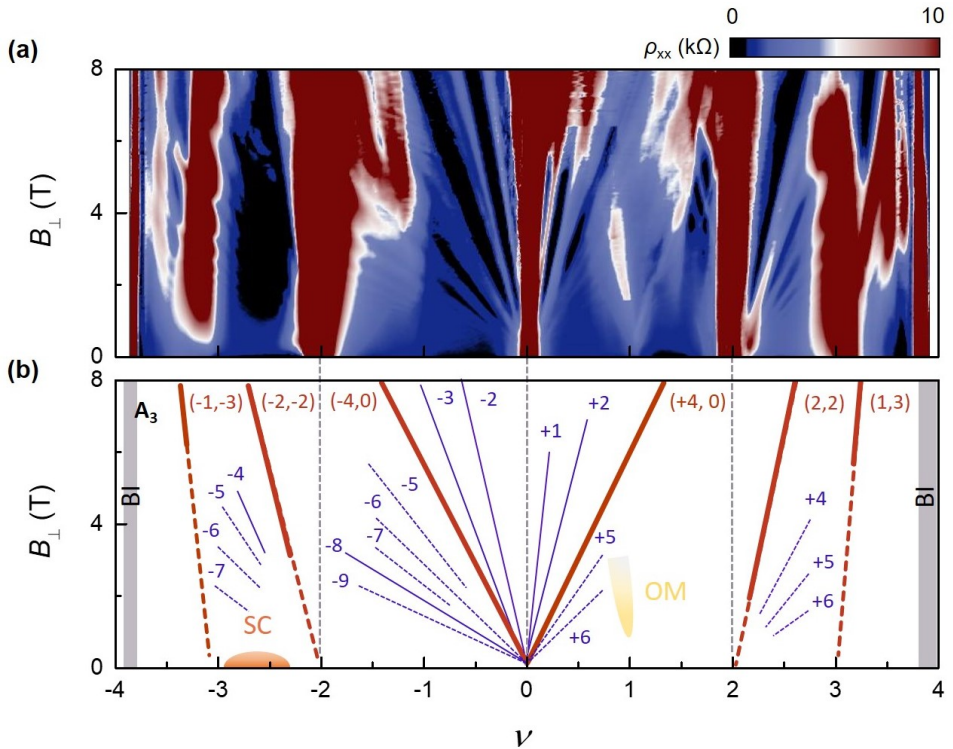 0 10
ρxx (kΩ)
(a)
8
4
0
B⊥ (T)
(b)
8
4
0
B⊥ (T)
A3
BI
(-1,-3)
(-2,-2)
(-4,0)
-3
-2
+1
+2
(+4, 0)
(2,2)
(1,3)
BI
-4
-5
-6
-7
SC
-5
-6
-7
-8
-9
+5
+6
OM
+4
+5
+6
-4 -3 -2 -1 0 1 2 3 4
ν